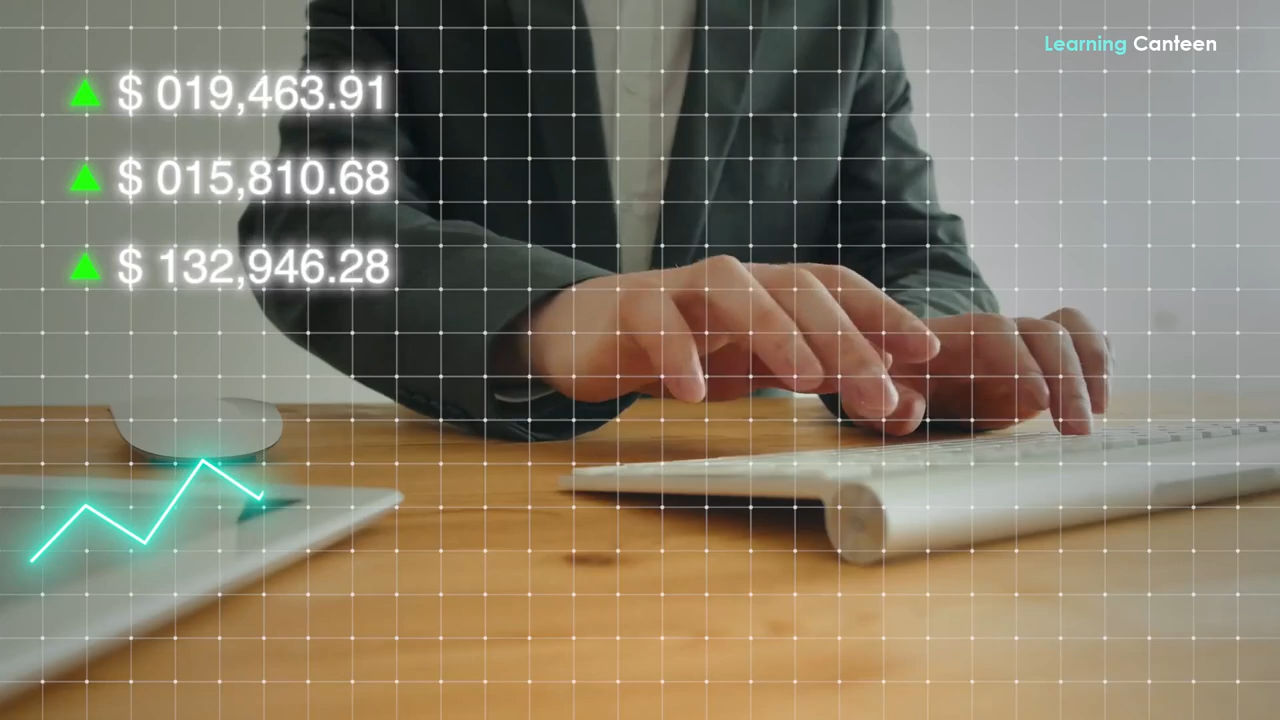 Learning Canteen
▲ $ 019,463.91
▲ $ 015,810.68
▲ $ 132,946.28